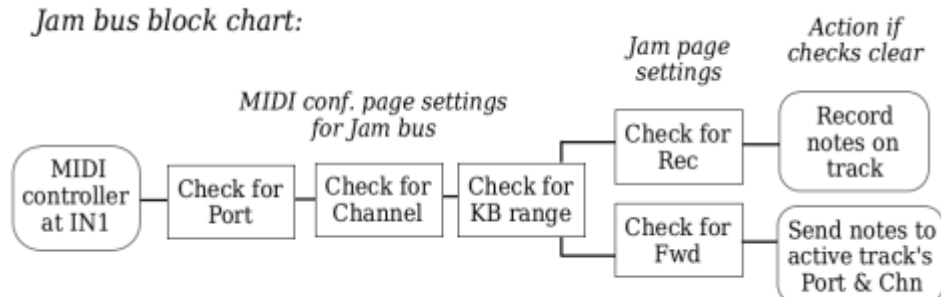 Jam bus block chart:
Action if
checks clear
Jam page
settings
MIDI conf. page settings
for Jam bus
MIDI
controller
at IN1
Check for
Port
Check for
Channel
Check for
KB range
Check for
Rec
Record
notes on
track
Check for
Fwd
Send notes to
active track's
Port & Chn